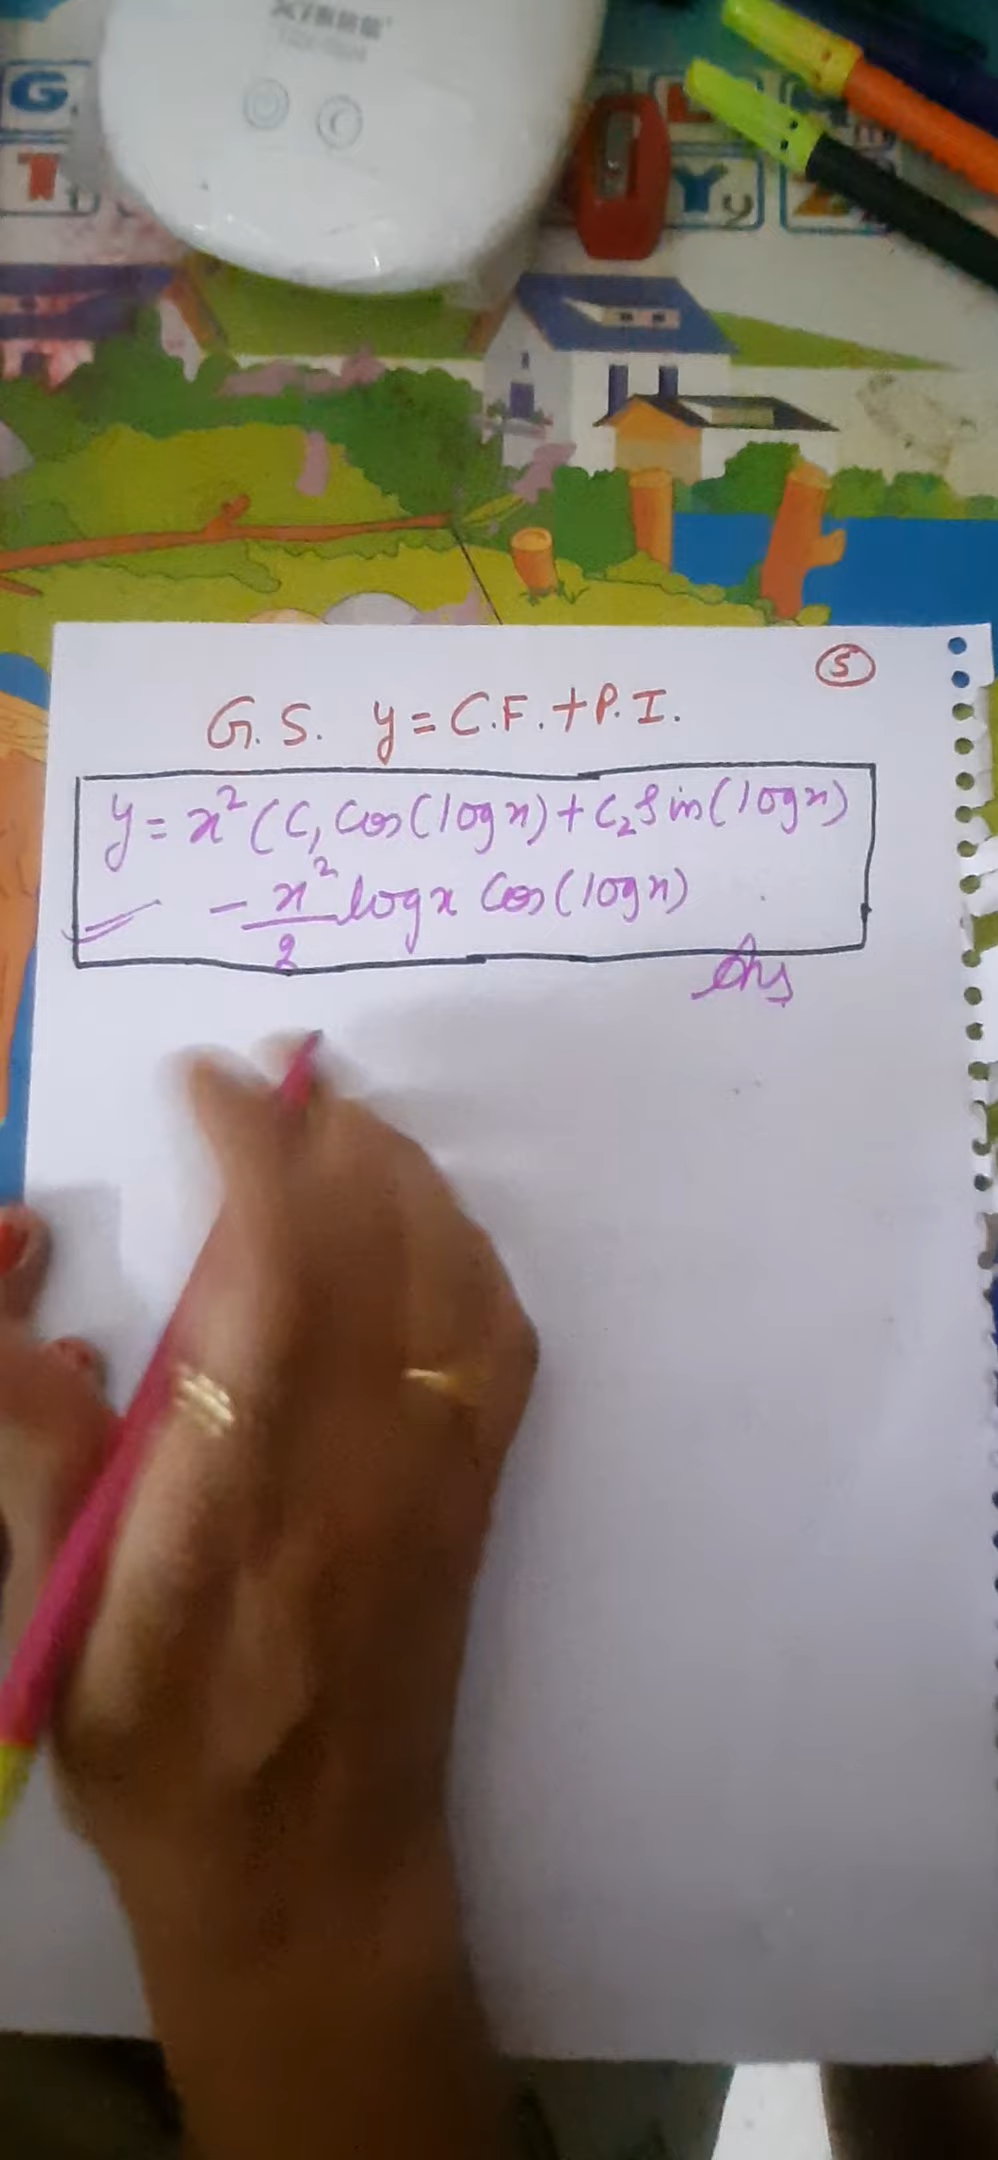 G
T
Y y
5
G.S. y = C.F. + P.I.
y = x² (C₁ cos(log x) + C₂ sin(log x)
- x²/2 log x cos(log x)
Ans